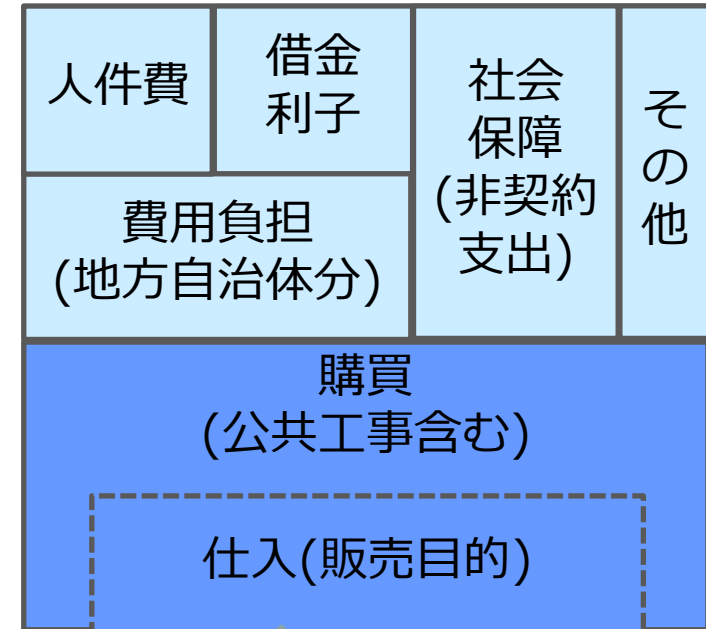 人件費
借金
利子
社会
保障
(非契約
支出)
その他
費用負担
(地方自治体分)
購買
(公共工事含む)
仕入(販売目的)